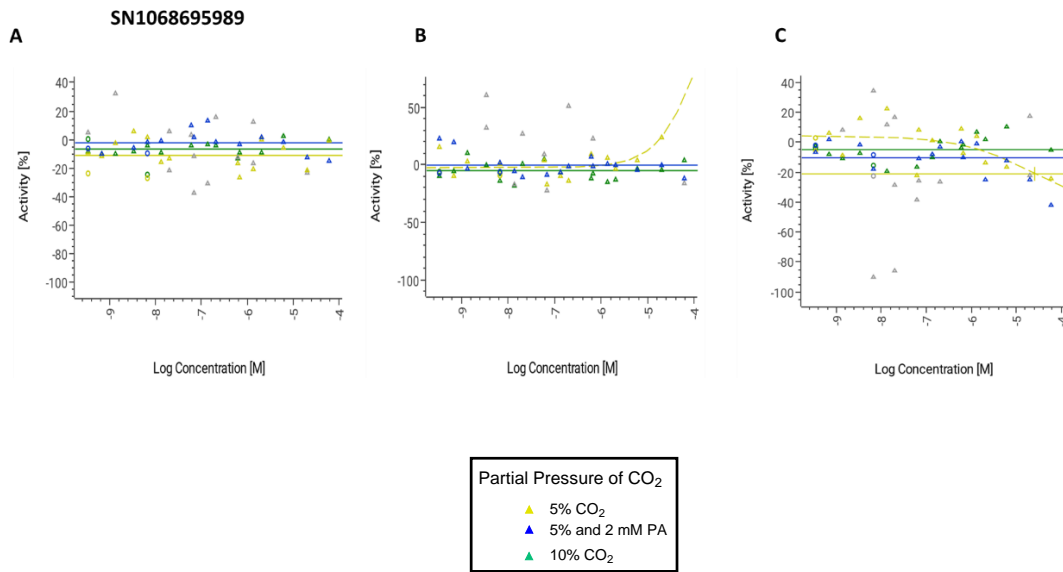 SN1068695989
A
B
C
40
20
0
-20
-40
-60
-80
-100
Activity [%]
-9
-8
-7
-6
-5
-4
Log Concentration [M]
50
0
-50
-100
Activity [%]
-9
-8
-7
-6
-5
-4
Log Concentration [M]
40
20
0
-20
-40
-60
-80
-100
Activity [%]
-9
-8
-7
-6
-5
-4
Log Concentration [M]
Partial Pressure of CO₂
5% CO₂
5% and 2 mM PA
10% CO₂